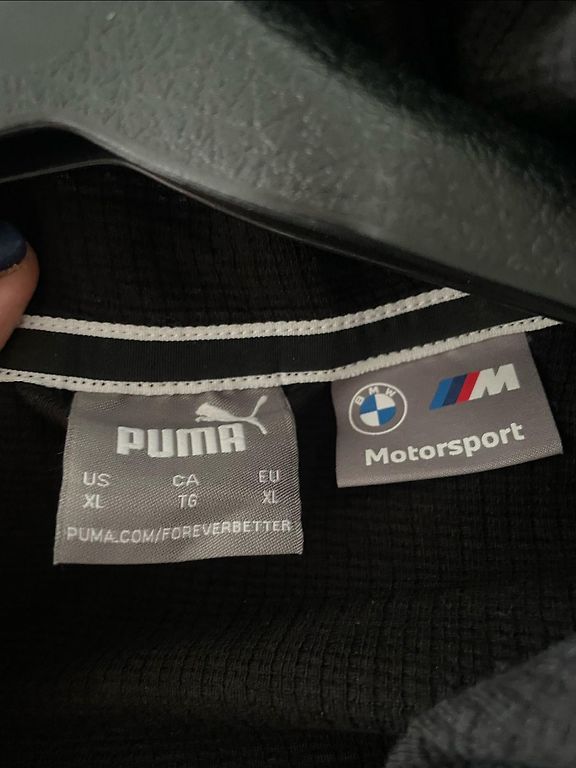 PUMA
US CA EU
XL TG XL
PUMA.COM/FOREVERBETTER
BMW M
Motorsport